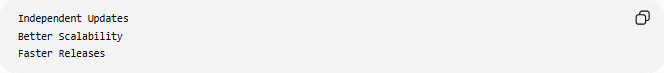 Independent Updates
Better Scalability
Faster Releases